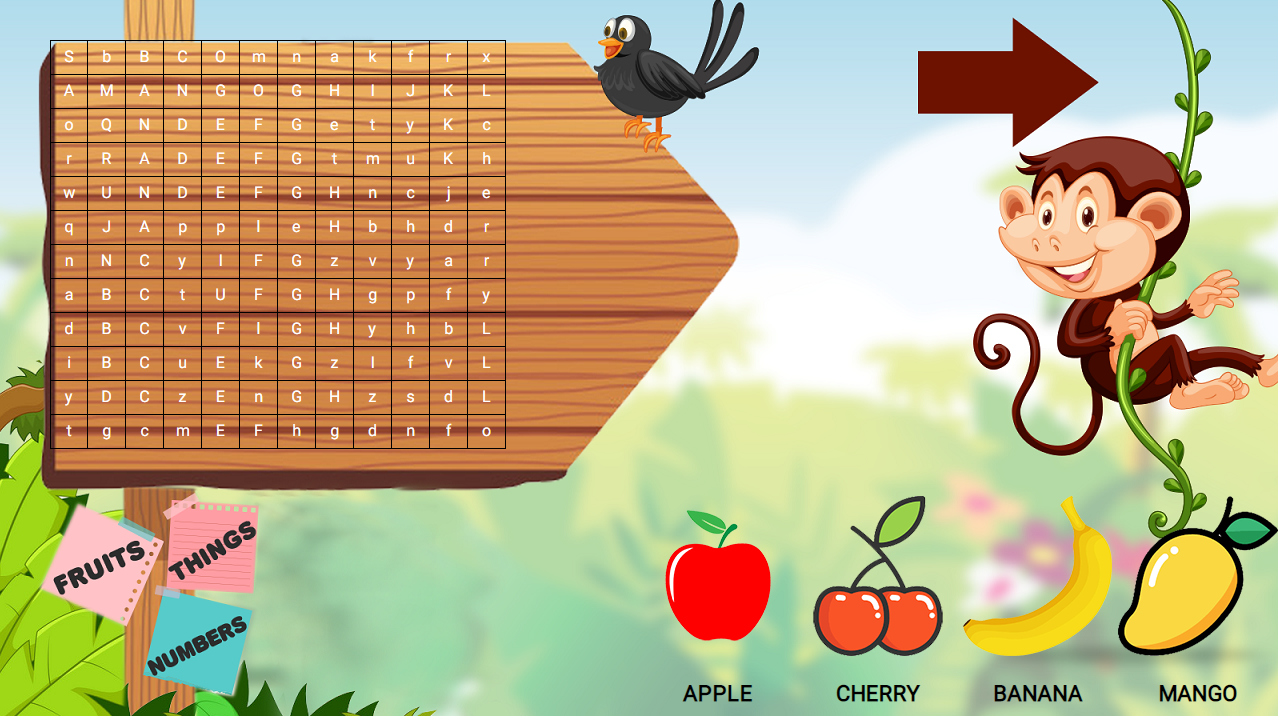 S b B C O m n a k f r x
A M A N G O G H I J K L
o Q N D E F G e t y K c
r R A D E F G t m u K h
w U N D E F G H n c j e
q J A p p l e H b h d r
n N C y I F G z v y a r
a B C t U F G H g p f y
d B C v F I G H y h b L
i B C u E k G z l f v L
y D C z E n G H z s d L
t g c m E F h g d n f o
FRUITS
THINGS
NUMBERS
APPLE CHERRY BANANA MANGO